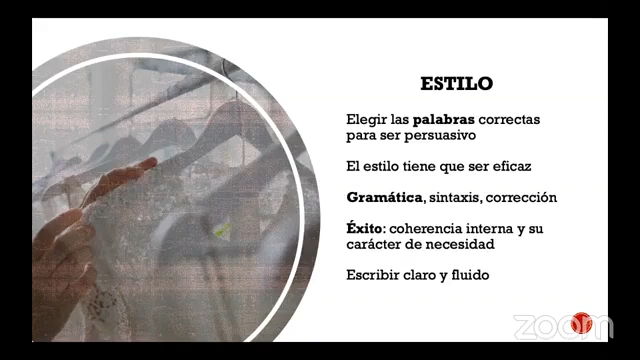 ESTILO
Elegir las palabras correctas
para ser persuasivo
El estilo tiene que ser eficaz
Gramática, sintaxis, corrección
Éxito: coherencia interna y su
carácter de necesidad
Escribir claro y fluido
zoom